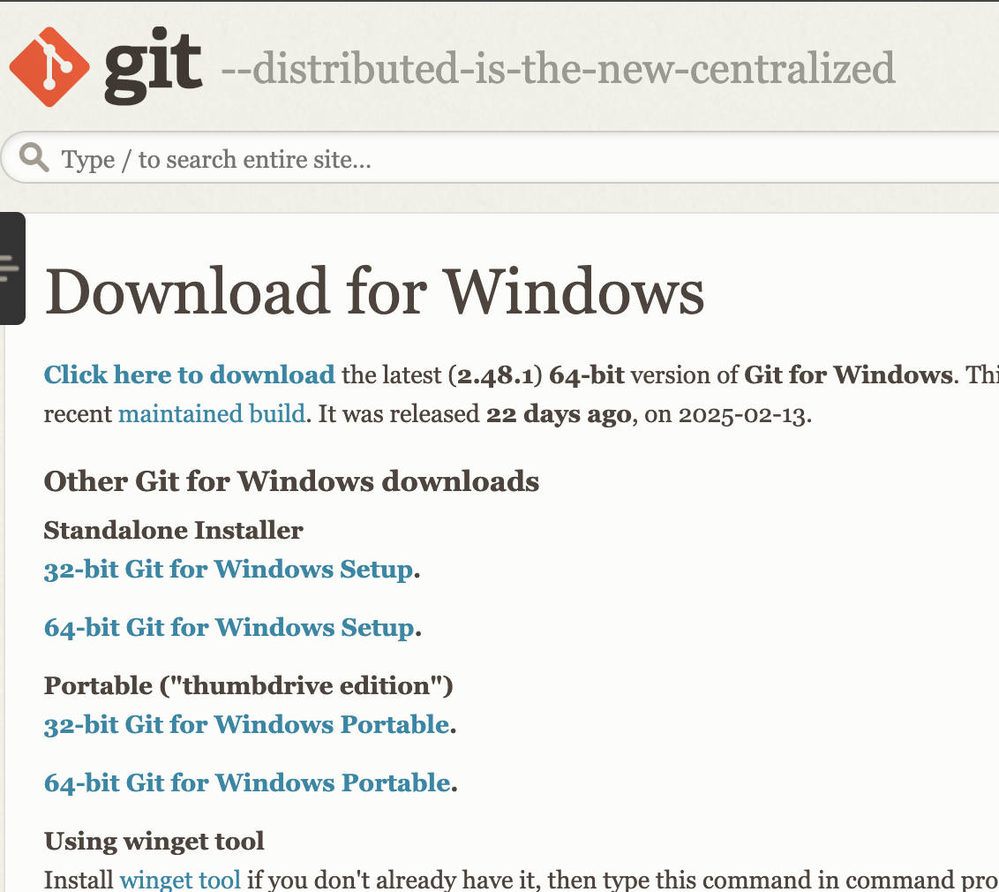 git --distributed-is-the-new-centralized
Type / to search entire site...
Download for Windows
Click here to download the latest (2.48.1) 64-bit version of Git for Windows.
recent maintained build. It was released 22 days ago, on 2025-02-13.
Other Git for Windows downloads
Standalone Installer
32-bit Git for Windows Setup.
64-bit Git for Windows Setup.
Portable ("thumbdrive edition")
32-bit Git for Windows Portable.
64-bit Git for Windows Portable.
Using winget tool
Install winget tool if you don't already have it, then type this command in command